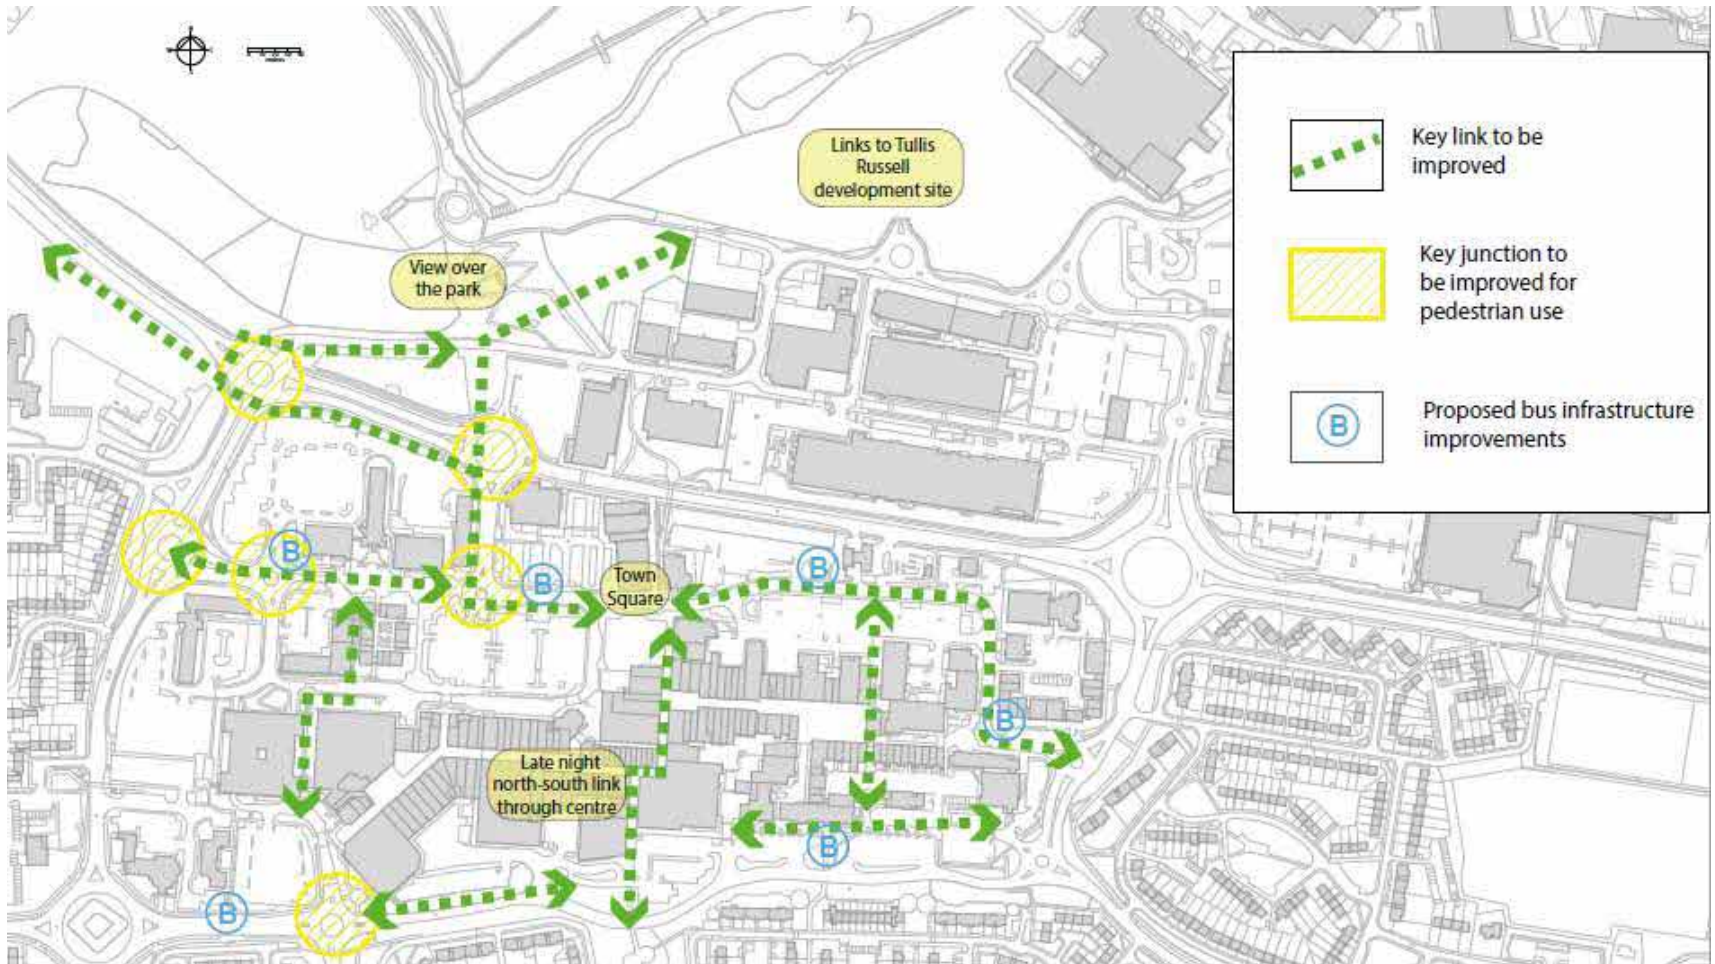 Links to Tullis
Russell
development site
View over
the park
Town
Square
Late night
north-south link
through centre
B
B
B
B
B
B
Key link to be
improved
Key junction to
be improved for
pedestrian use
B
Proposed bus infrastructure
improvements